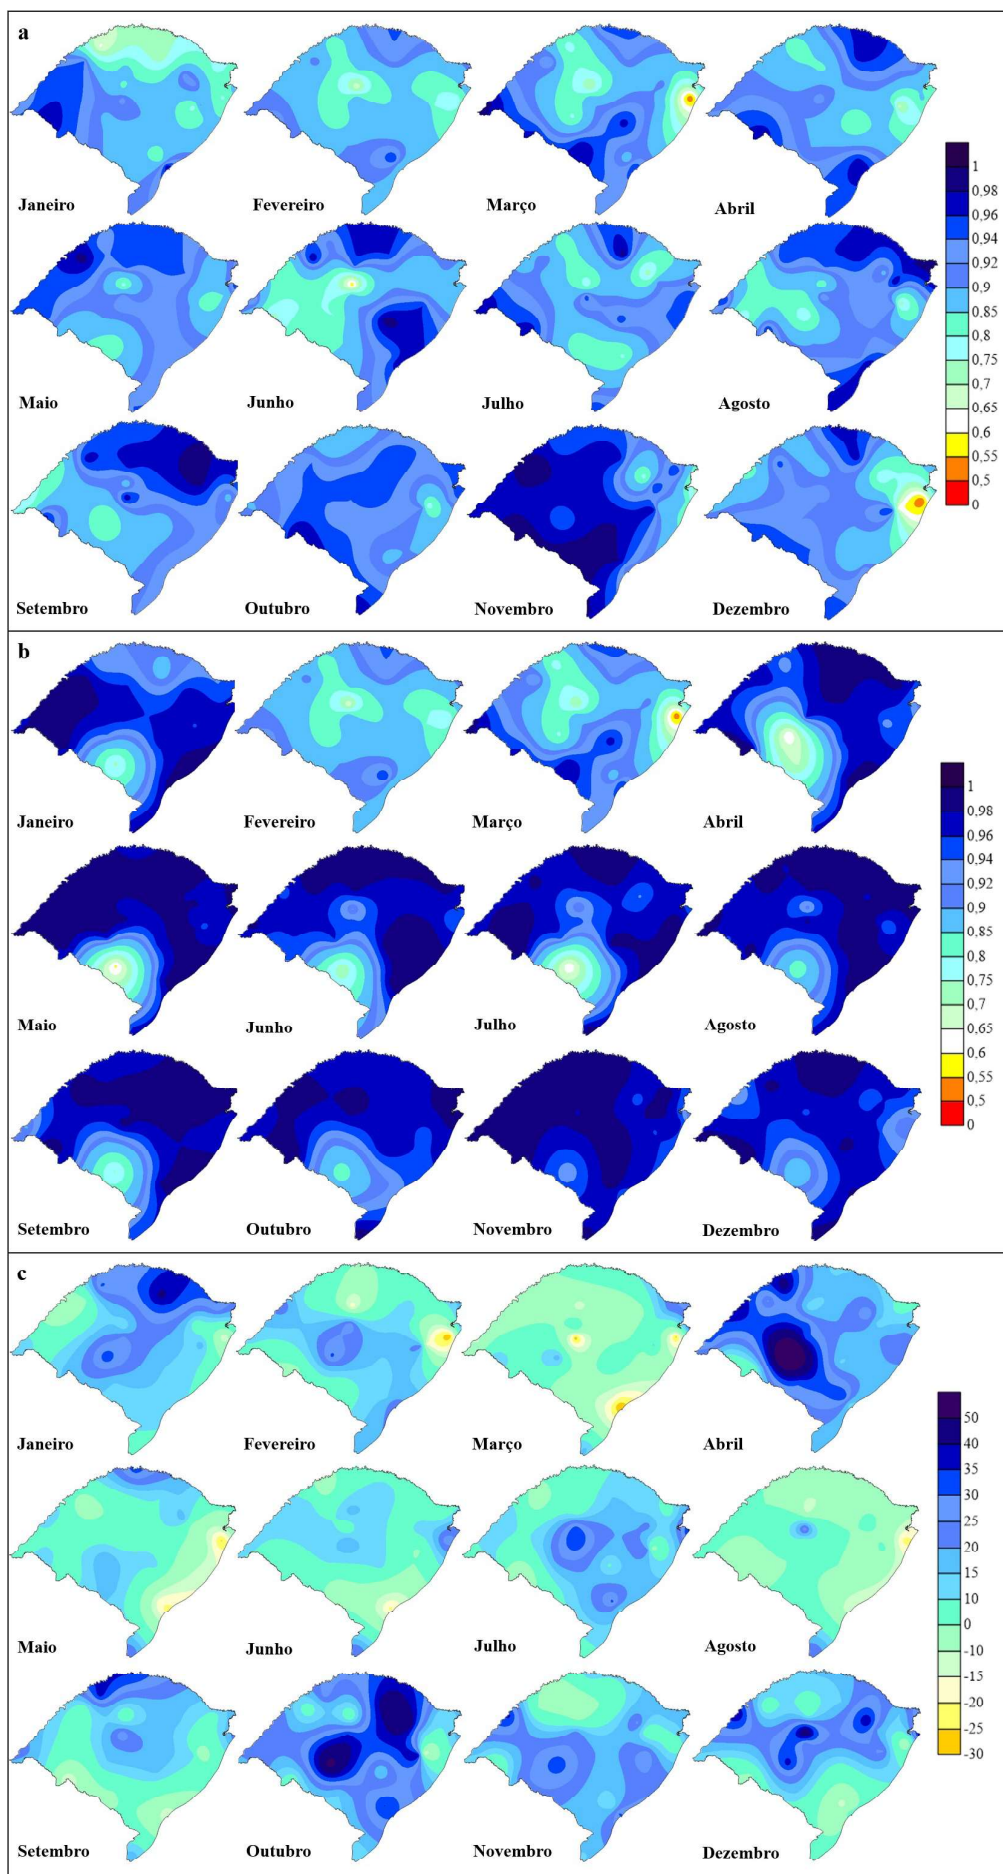 a
Janeiro
Fevereiro
Março
Abril
Maio
Junho
Julho
Agosto
Setembro
Outubro
Novembro
Dezembro
1
0,98
0,96
0,94
0,92
0,9
0,85
0,8
0,75
0,7
0,65
0,6
0,55
0,5
0
b
Janeiro
Fevereiro
Março
Abril
Maio
Junho
Julho
Agosto
Setembro
Outubro
Novembro
Dezembro
1
0,98
0,96
0,94
0,92
0,9
0,85
0,8
0,75
0,7
0,65
0,6
0,55
0,5
0
c
Janeiro
Fevereiro
Março
Abril
Maio
Junho
Julho
Agosto
Setembro
Outubro
Novembro
Dezembro
50
40
35
30
25
20
15
10
0
-10
-15
-20
-25
-30